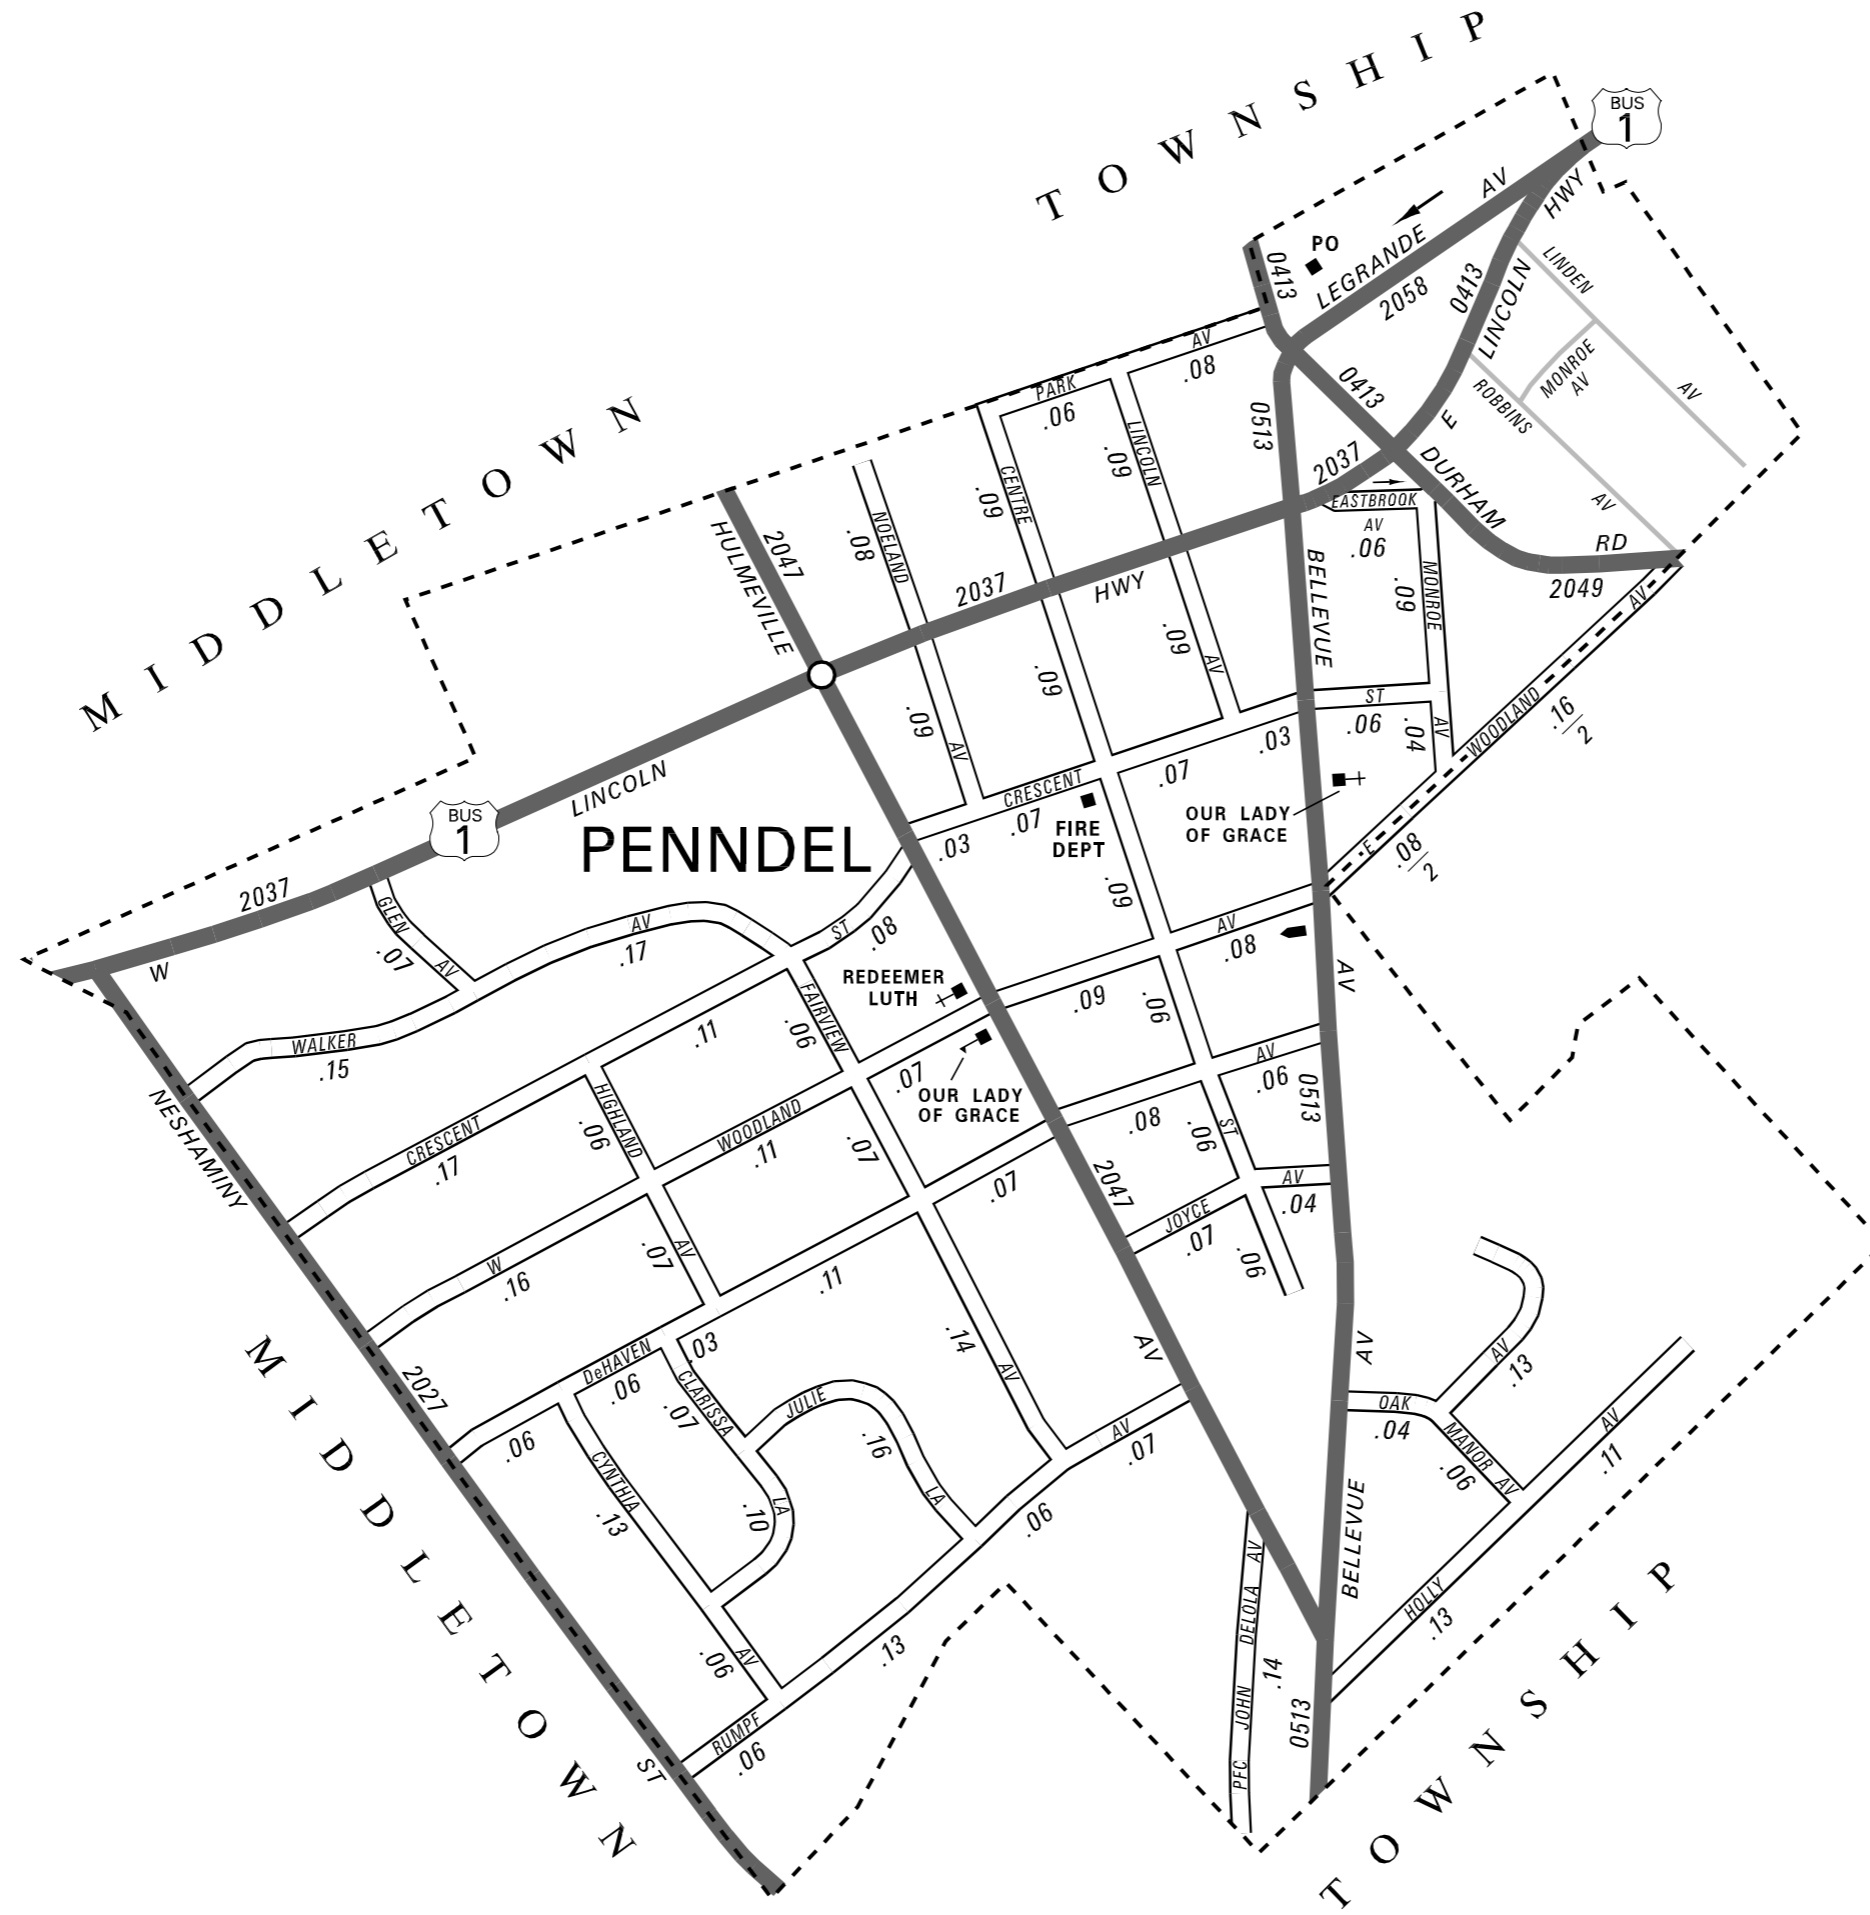 TOWNSHIP
BUS
1
AV
HWY
PO
0413
LEGRANDE
2058
0413
LINCOLN
LINDEN
AV
MONROE
AV
ROBBINS
AV
AV
.08
PARK
.06
0413
0513
E
2037
DURHAM
RD
2049
EASTBROOK
AV
.06
MIDDLETOWN
LINCOLN
.09
CENTRE
.09
NOELAND
.08
2047
HULMEVILLE
2037
HWY
BELLEVUE
MONROE
.09
AV
.09
AV
.09
.09
AV
ST
.06
.04
AV
WOODLAND
AV
.16
2
E
.08
2
.03
.07
CRESCENT
.07
.03
FIRE
DEPT
OUR LADY
OF GRACE
LINCOLN
BUS
1
PENNDEL
2037
W
GLEN
.07
AV
AV
.17
ST
.08
.09
AV
.08
AV
REDEEMER
LUTH
FAIRVIEW
.06
.09
.06
WALKER
.15
.11
.07
OUR LADY
OF GRACE
AV
.06
0513
NESHAMINY
CRESCENT
.17
HIGHLAND
.06
WOODLAND
.11
.07
.08
.06
ST
2047
.07
AV
.04
JOYCE
.07
.06
W
.16
.07
AV
.11
MIDDLETOWN
2027
DeHAVEN
.06
.03
.06
CLARISSA
.07
JULIE
.16
LA
.14
AV
AV
AV
.07
AV
AV
.13
OAK
.04
MANOR AV
.06
AV
.11
CYNTHIA
.13
LA
.10
.06
BELLEVUE
HOLLY
.13
AV
.06
.13
RUMPF
.06
ST
PFC JOHN DELOLA AV
.14
0513
TOWNSHIP